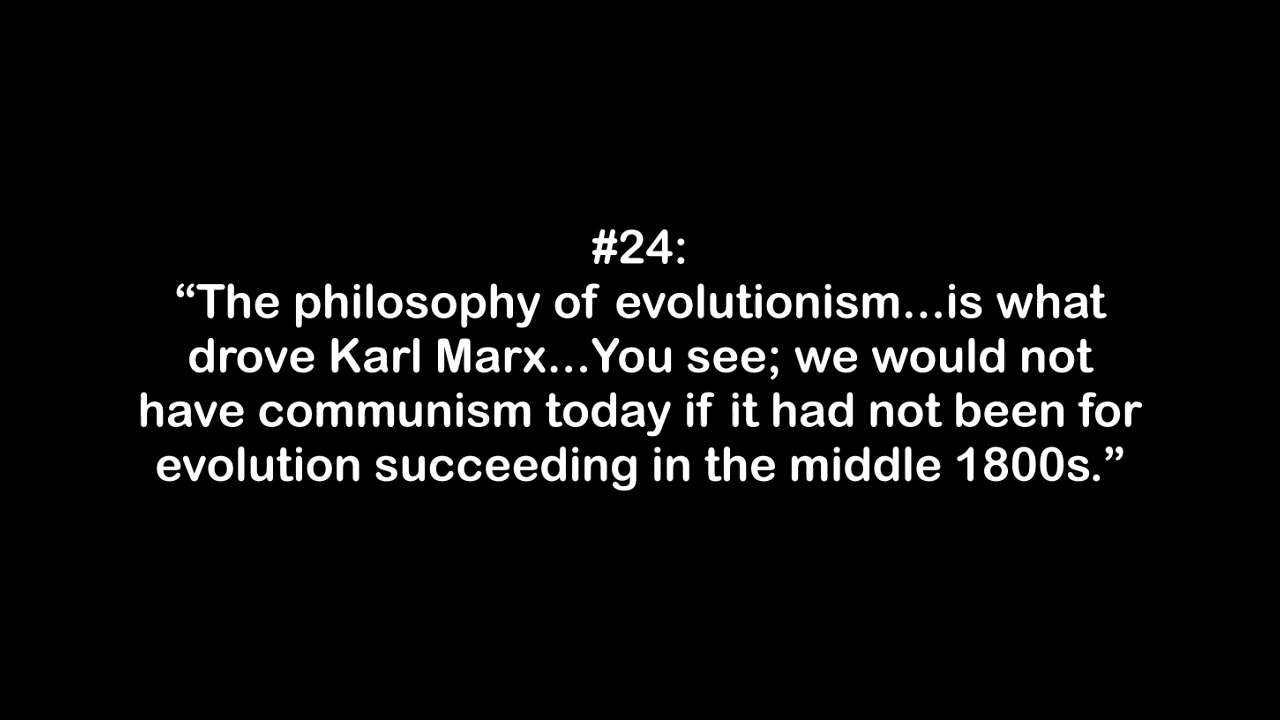 #24:
“The philosophy of evolutionism...is what
drove Karl Marx...You see; we would not
have communism today if it had not been for
evolution succeeding in the middle 1800s.”